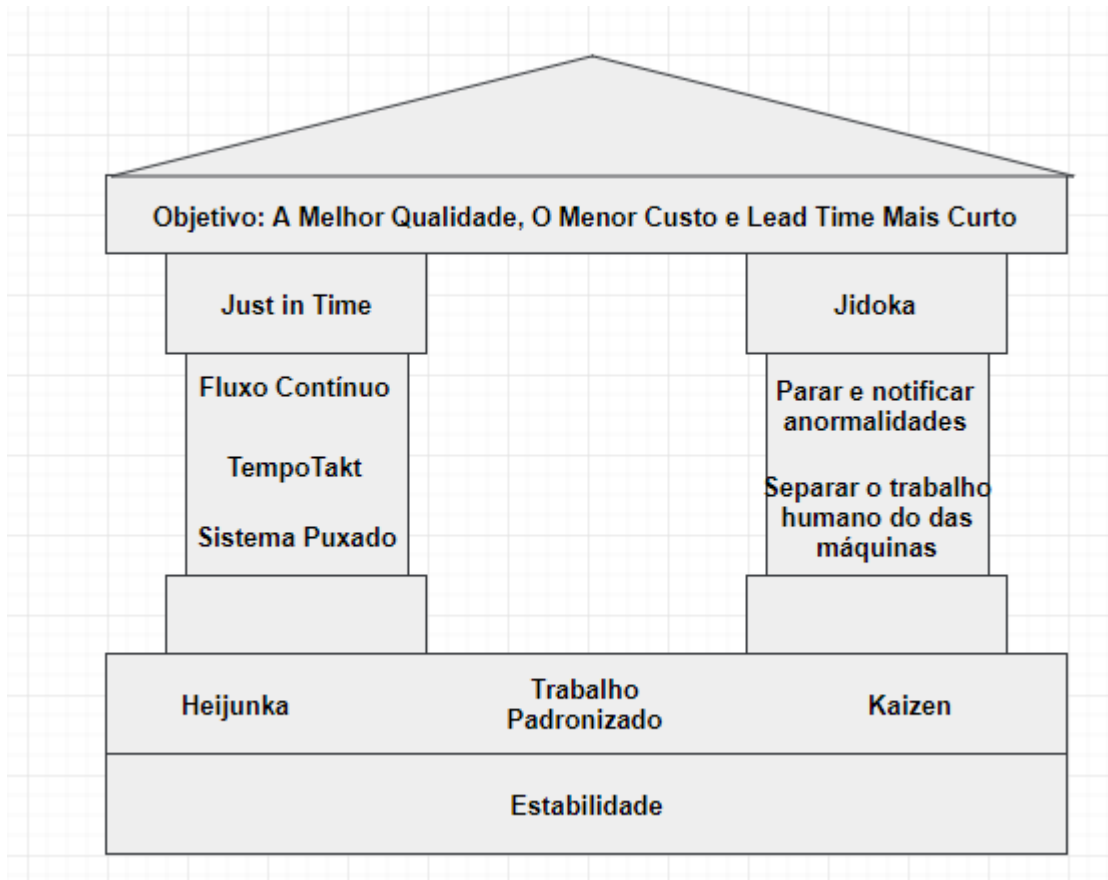 Objetivo: A Melhor Qualidade, O Menor Custo e Lead Time Mais Curto
Just in Time
Jidoka
Fluxo Contínuo
TempoTakt
Sistema Puxado
Parar e notificar
anormalidades
Separar o trabalho
humano do das
máquinas
Heijunka
Trabalho
Padronizado
Kaizen
Estabilidade